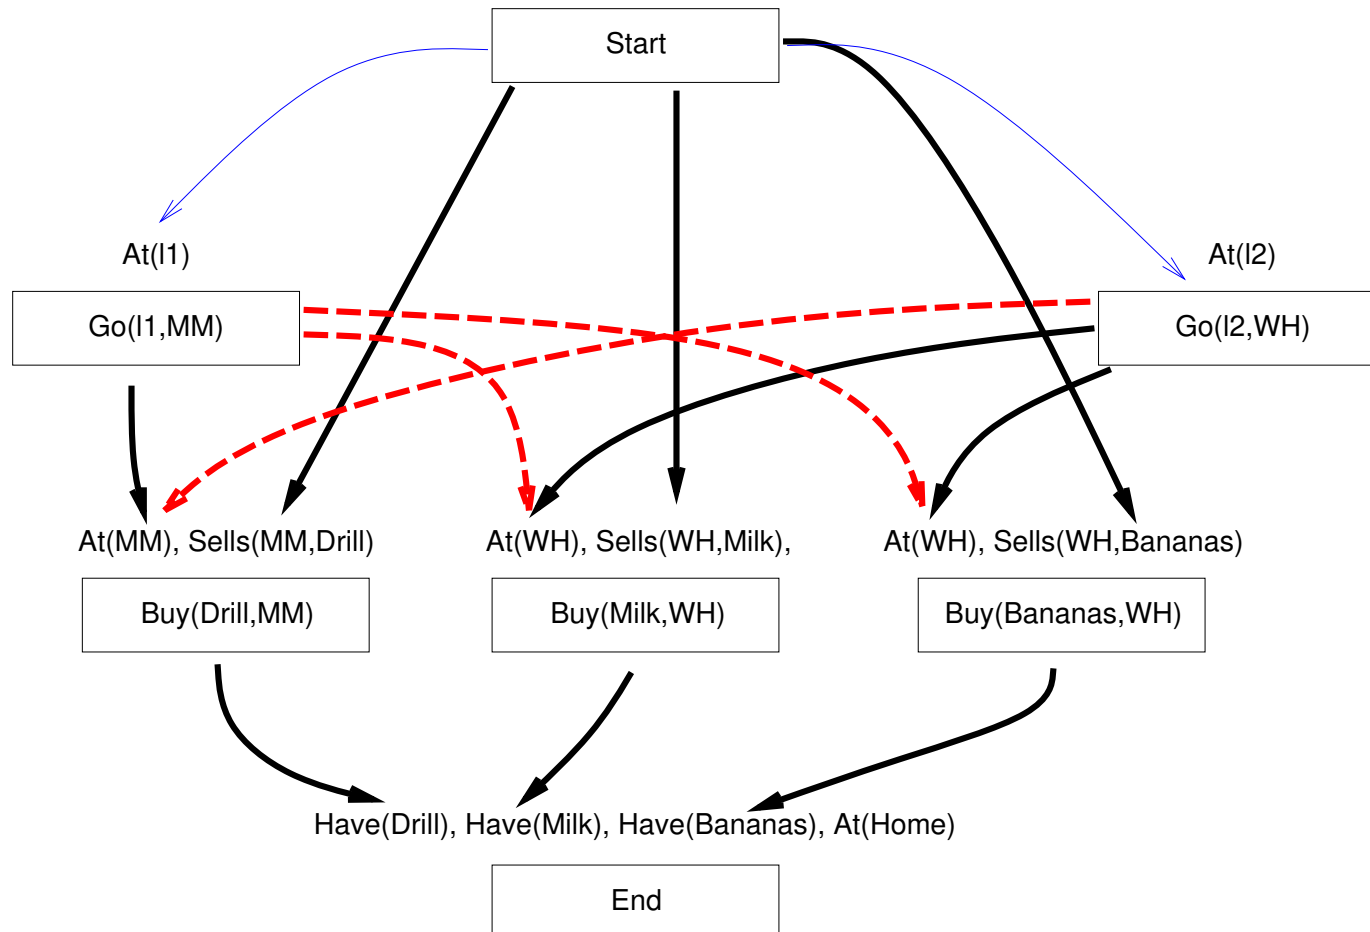 Start
At(l1)
At(l2)
Go(l1,MM)
Go(l2,WH)
At(MM), Sells(MM,Drill)
At(WH), Sells(WH,Milk),
At(WH), Sells(WH,Bananas)
Buy(Drill,MM)
Buy(Milk,WH)
Buy(Bananas,WH)
Have(Drill), Have(Milk), Have(Bananas), At(Home)
End